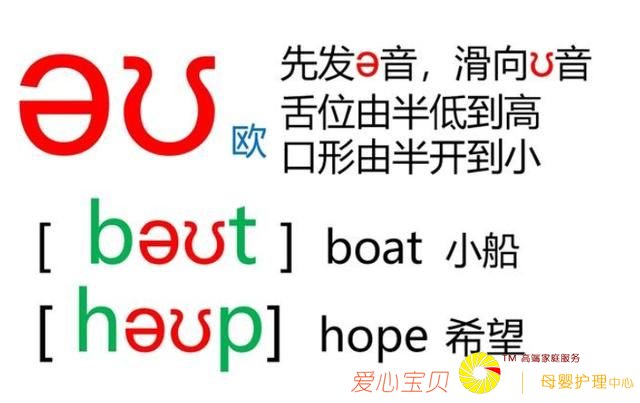 əʊ 欧
先发ə音，滑向ʊ音
舌位由半低到高
口形由半开到小
[ bəʊt ] boat 小船
[ həʊp] hope 希望
TM 高端家庭服务
爱心宝贝 | 母婴护理中心